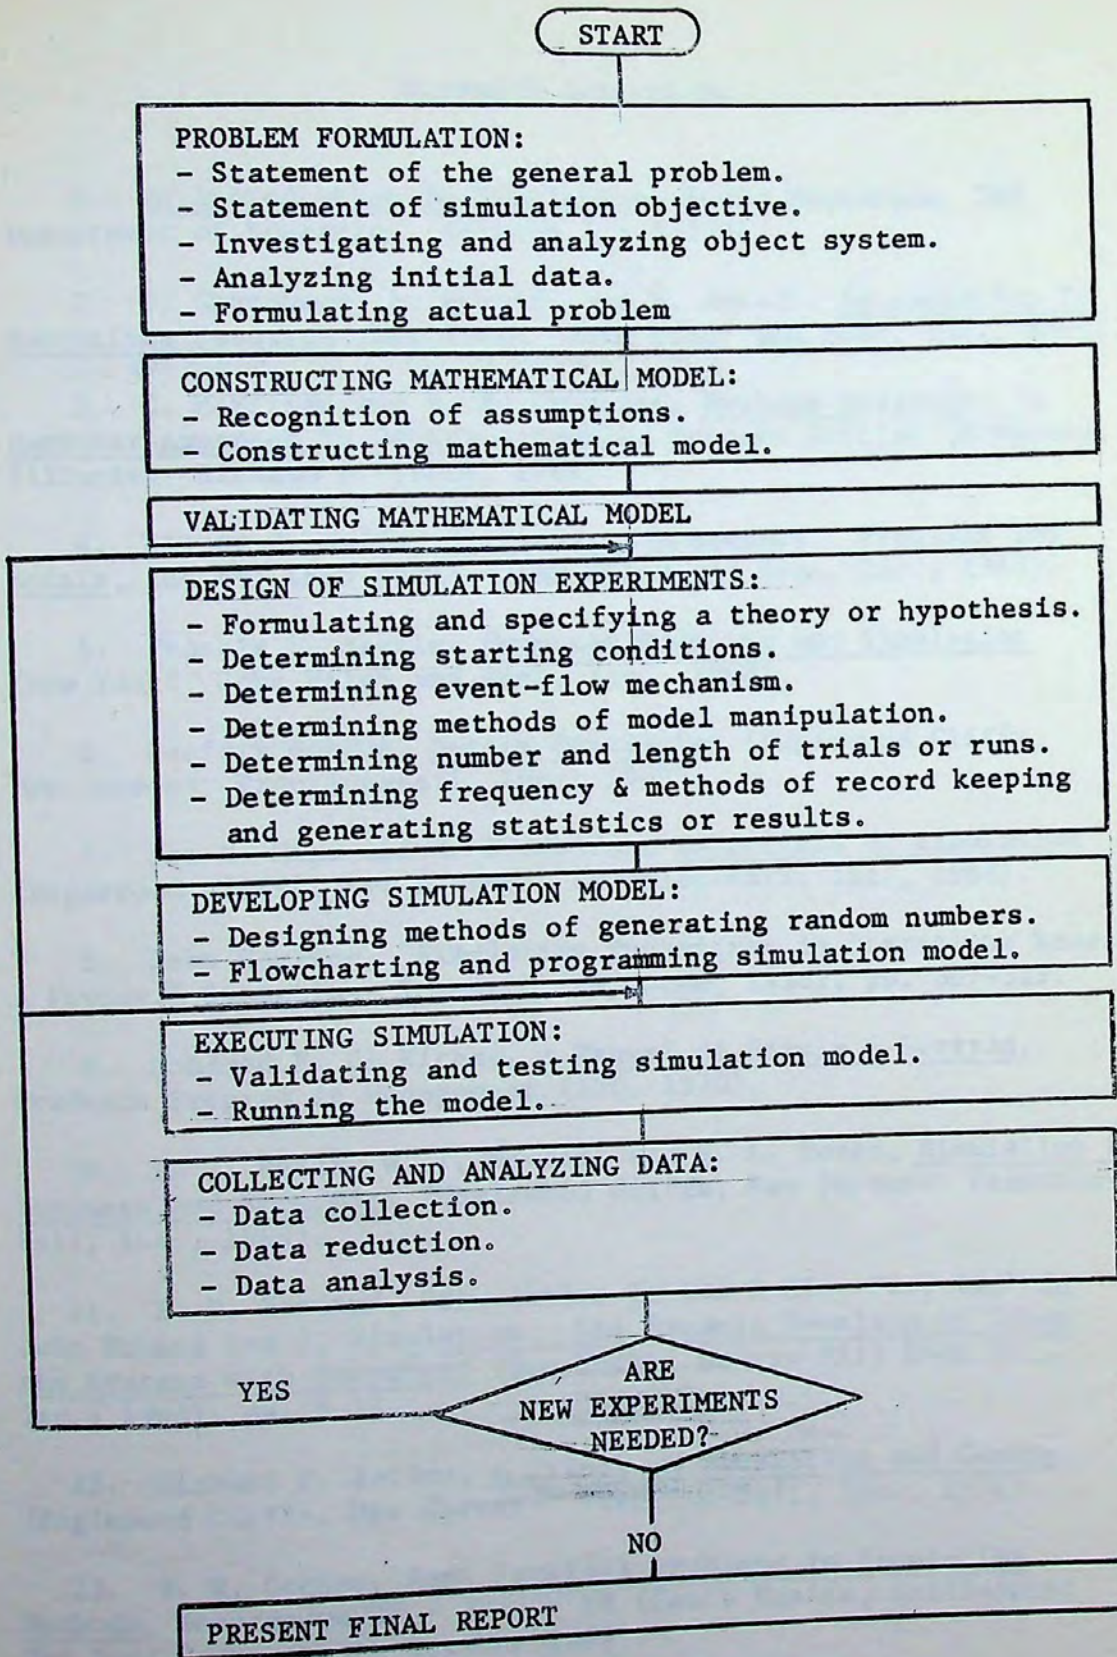 START
PROBLEM FORMULATION:
- Statement of the general problem.
- Statement of simulation objective.
- Investigating and analyzing object system.
- Analyzing initial data.
- Formulating actual problem
CONSTRUCTING MATHEMATICAL MODEL:
- Recognition of assumptions.
- Constructing mathematical model.
VALIDATING MATHEMATICAL MODEL
DESIGN OF SIMULATION EXPERIMENTS:
- Formulating and specifying a theory or hypothesis.
- Determining starting conditions.
- Determining event-flow mechanism.
- Determining methods of model manipulation.
- Determining number and length of trials or runs.
- Determining frequency & methods of record keeping
and generating statistics or results.
DEVELOPING SIMULATION MODEL:
- Designing methods of generating random numbers.
- Flowcharting and programming simulation model.
EXECUTING SIMULATION:
- Validating and testing simulation model.
- Running the model.
COLLECTING AND ANALYZING DATA:
- Data collection.
- Data reduction.
- Data analysis.
YES
ARE
NEW EXPERIMENTS
NEEDED?
NO
PRESENT FINAL REPORT